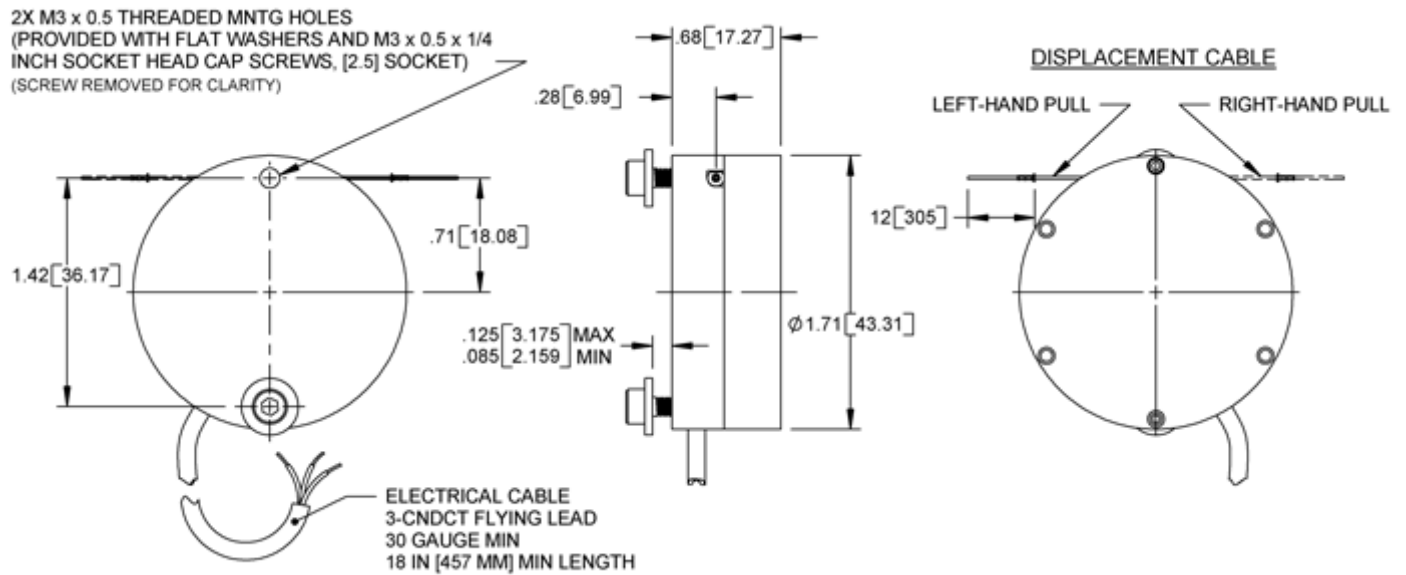 2X M3 x 0.5 THREADED MNTG HOLES
(PROVIDED WITH FLAT WASHERS AND M3 x 0.5 x 1/4
INCH SOCKET HEAD CAP SCREWS, [2.5] SOCKET)
(SCREW REMOVED FOR CLARITY)
.68[17.27]
.28[6.99]
DISPLACEMENT CABLE
LEFT-HAND PULL
RIGHT-HAND PULL
12[305]
.71[18.08]
1.42[36.17]
.125[3.175]MAX
.085[2.159]MIN
Ø1.71[43.31]
ELECTRICAL CABLE
3-CNDCT FLYING LEAD
30 GAUGE MIN
18 IN [457 MM] MIN LENGTH